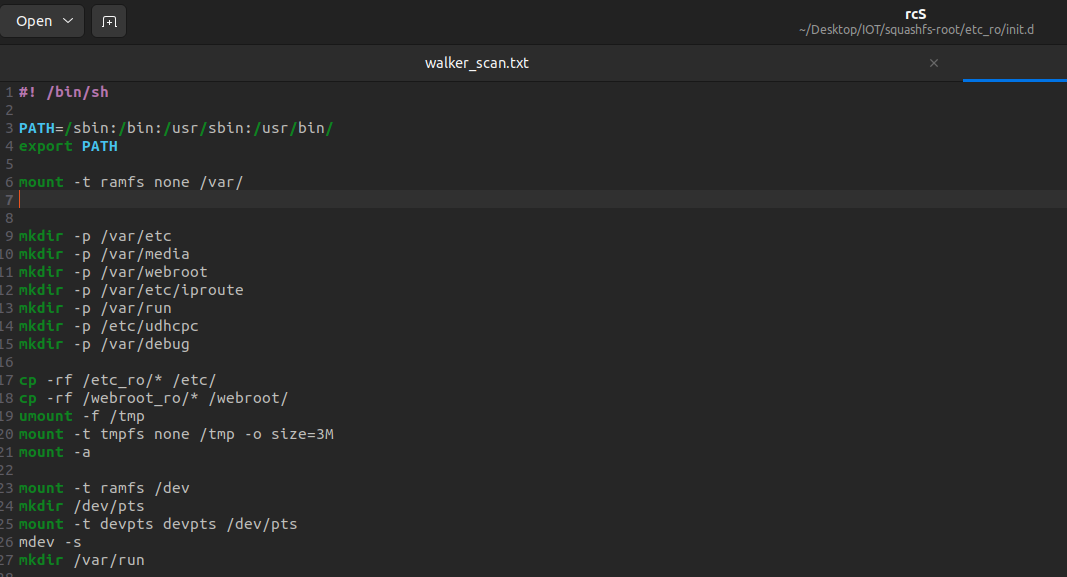 Open
rcS
~/Desktop/IOT/squashfs-root/etc_ro/init.d
walker_scan.txt
1 #! /bin/sh
2
3 PATH=/sbin:/bin:/usr/sbin:/usr/bin/
4 export PATH
5
6 mount -t ramfs none /var/
7
8
9 mkdir -p /var/etc
10 mkdir -p /var/media
11 mkdir -p /var/webroot
12 mkdir -p /var/etc/iproute
13 mkdir -p /var/run
14 mkdir -p /etc/udhcpc
15 mkdir -p /var/debug
16
17 cp -rf /etc_ro/* /etc/
18 cp -rf /webroot_ro/* /webroot/
19 umount -f /tmp
20 mount -t tmpfs none /tmp -o size=3M
21 mount -a
22
23 mount -t ramfs /dev
24 mkdir /dev/pts
25 mount -t devpts devpts /dev/pts
26 mdev -s
27 mkdir /var/run